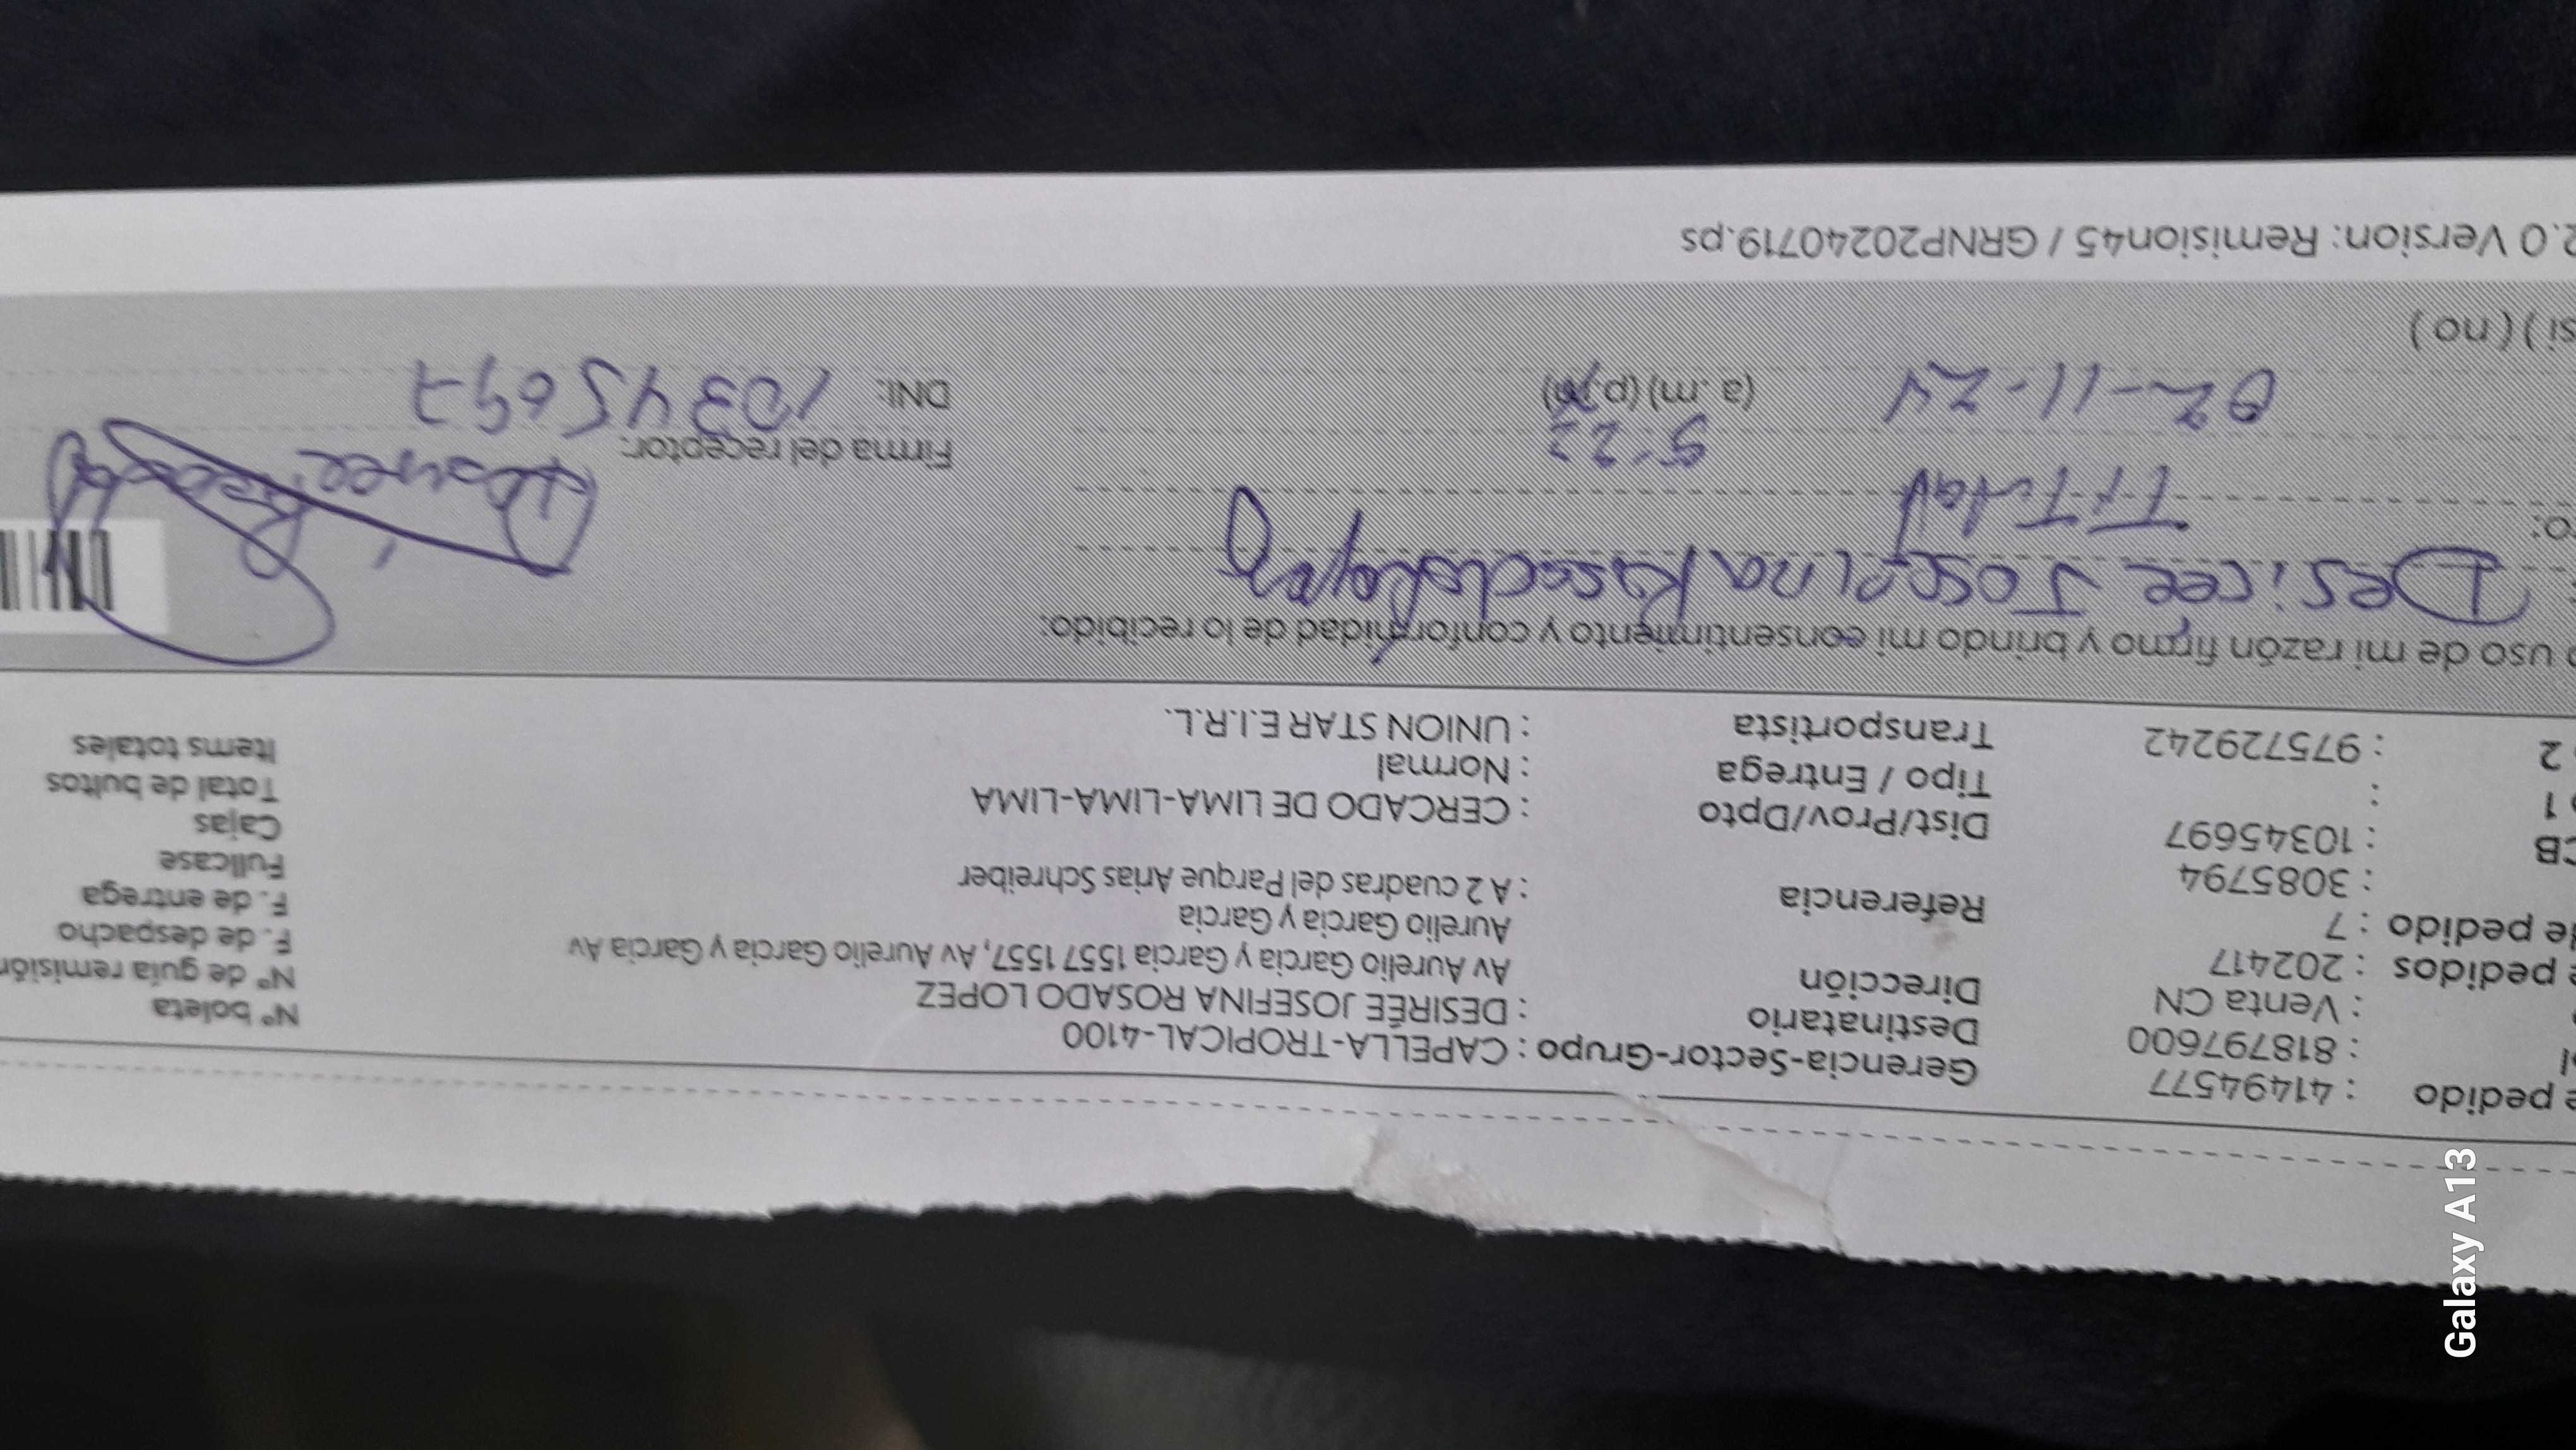 e pedido : 41494577 Gerencia-Sector-Grupo : CAPELLA-TROPICAL-4100 N° boleta
: 818797600 Destinatario : DESIRÉE JOSEFINA ROSADO LOPEZ N° de guía remisión
: Venta CN Dirección Av Aurelio Garcia y Garcia 1557 1557, Av Aurelio Garcia y Garcia Av F. de despacho
e pedidos : 202417 Aurelio Garcia y Garcia F. de entrega
de pedido : 7 Referencia : A 2 cuadras del Parque Arias Schreiber Fullcase
: 3085794 Cajas
CB : 10345697 Dist/Prov/Dpto : CERCADO DE LIMA-LIMA-LIMA Total de bultos
1 : Tipo / Entrega : Normal Items totales
2 : 975729242 Transportista : UNION STAR E.I.R.L.
uso de mi razón firmo y brindo mi consentimiento y conformidad de lo recibido:
Desiree Josefina Rosado Lopez
o: Titular
Firma del receptor: Desiree Rosado
02-11-24 5:22 (a.m) (p.m) DNI: 10345697
si ) ( no )
2.0 Version: Remision45 / GRNP20240719.ps
Galaxy A13